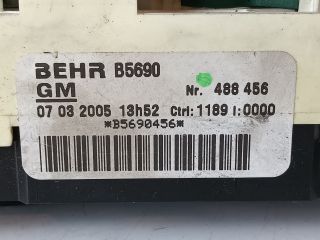 BEHR B5690
GM Nr. 488 456
07 03 2005 13h52 Ctrl:1189 I:0000
*B5690456*